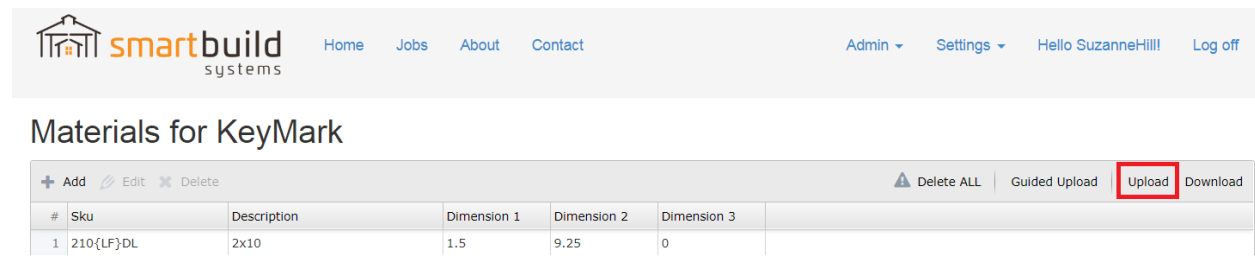 smartbuild
systems
Home Jobs About Contact Admin Settings Hello SuzanneHill! Log off
Materials for KeyMark
Add Edit Delete Delete ALL Guided Upload Upload Download
# Sku Description Dimension 1 Dimension 2 Dimension 3
1 210{LF}DL 2x10 1.5 9.25 0